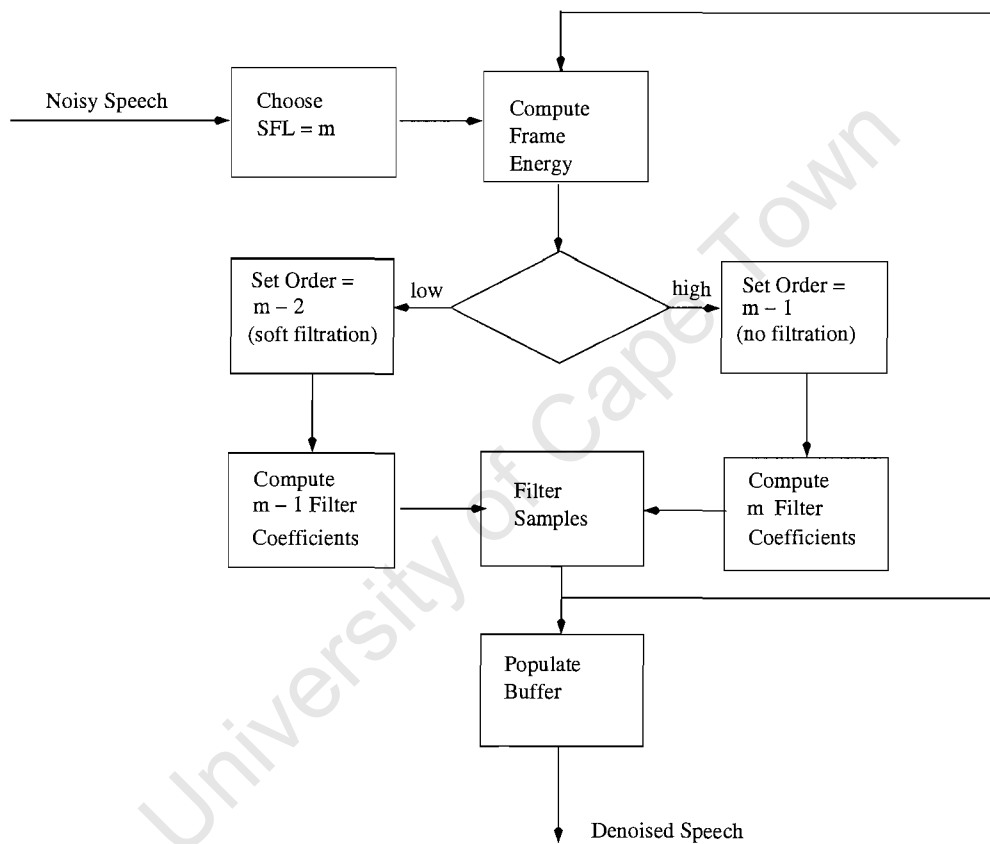 Noisy Speech
Choose
SFL = m
Compute
Frame
Energy
low
high
Set Order =
m − 2
(soft filtration)
Set Order =
m − 1
(no filtration)
Compute
m − 1 Filter
Coefficients
Filter
Samples
Compute
m Filter
Coefficients
Populate
Buffer
Denoised Speech
University of Cape Town